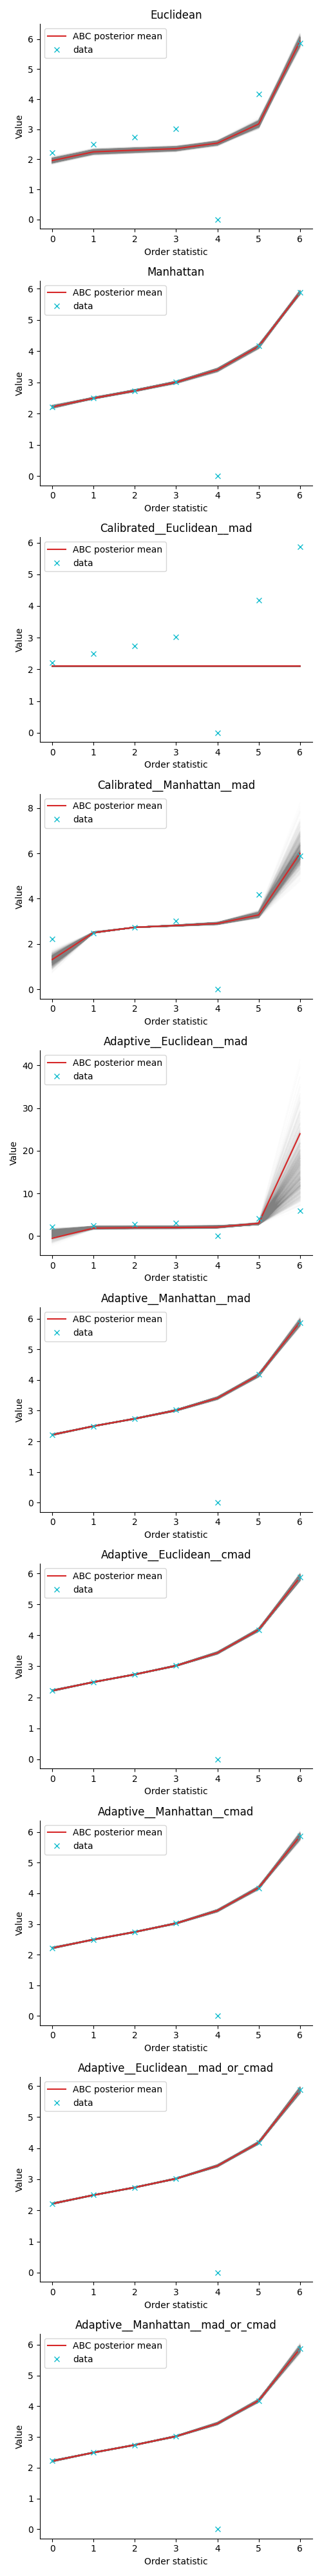 Euclidean
ABC posterior mean
data
6
5
4
3
2
1
0
Value
0 1 2 3 4 5 6
Order statistic
Manhattan
ABC posterior mean
data
6
5
4
3
2
1
0
Value
0 1 2 3 4 5 6
Order statistic
Calibrated__Euclidean__mad
ABC posterior mean
data
6
5
4
3
2
1
0
Value
0 1 2 3 4 5 6
Order statistic
Calibrated__Manhattan__mad
ABC posterior mean
data
8
6
4
2
0
Value
0 1 2 3 4 5 6
Order statistic
Adaptive__Euclidean__mad
ABC posterior mean
data
40
30
20
10
0
Value
0 1 2 3 4 5 6
Order statistic
Adaptive__Manhattan__mad
ABC posterior mean
data
6
5
4
3
2
1
0
Value
0 1 2 3 4 5 6
Order statistic
Adaptive__Euclidean__cmad
ABC posterior mean
data
6
5
4
3
2
1
0
Value
0 1 2 3 4 5 6
Order statistic
Adaptive__Manhattan__cmad
ABC posterior mean
data
6
5
4
3
2
1
0
Value
0 1 2 3 4 5 6
Order statistic
Adaptive__Euclidean__mad_or_cmad
ABC posterior mean
data
6
5
4
3
2
1
0
Value
0 1 2 3 4 5 6
Order statistic
Adaptive__Manhattan__mad_or_cmad
ABC posterior mean
data
6
5
4
3
2
1
0
Value
0 1 2 3 4 5 6
Order statistic